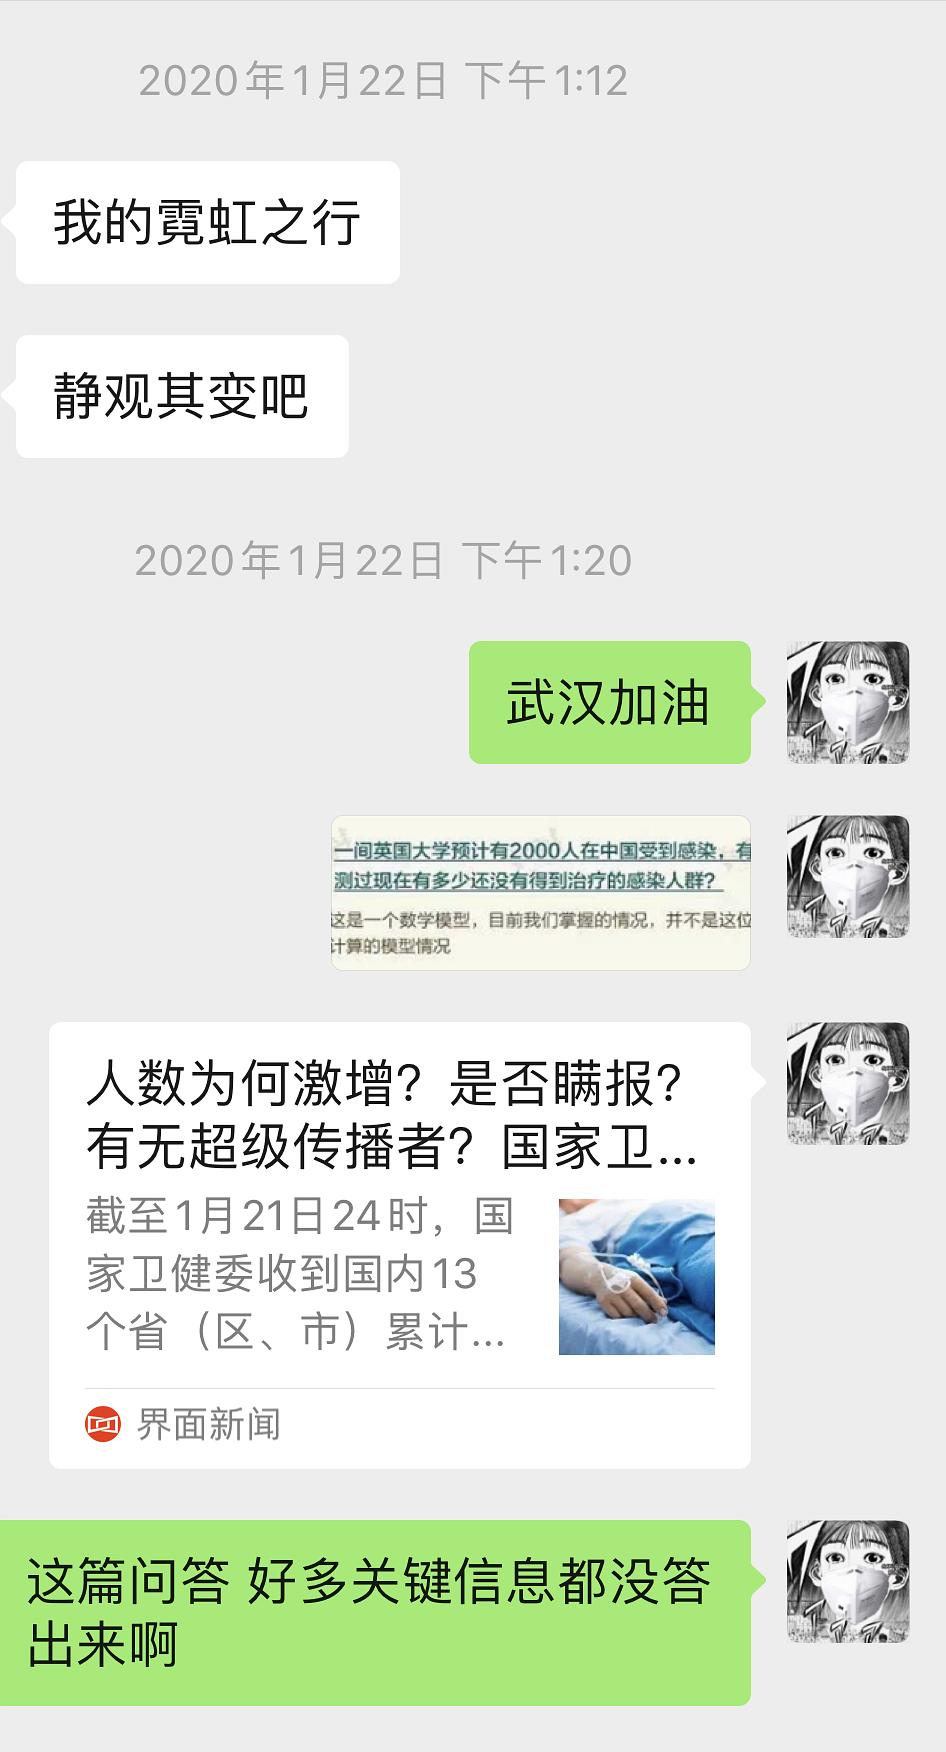 2020年1月22日 下午1:12
我的霓虹之行
静观其变吧
2020年1月22日 下午1:20
武汉加油
一间英国大学预计有2000人在中国受到感染，有
测过现在有多少还没有得到治疗的感染人群？
这是一个数学模型，目前我们掌握的情况，并不是这位
计算的模型情况
人数为何激增？是否瞒报？
有无超级传播者？国家卫...
截至1月21日24时，国
家卫健委收到国内13
个省（区、市）累计...
界面新闻
这篇问答 好多关键信息都没答
出来啊